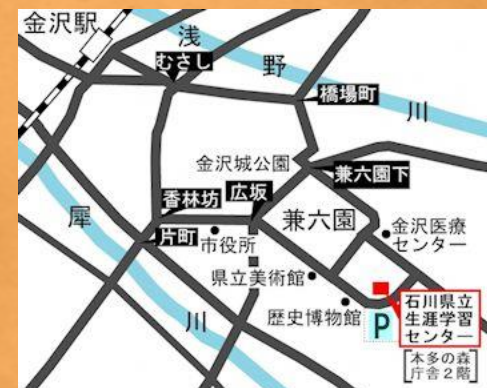 金沢駅
浅
野
川
むさし
橋場町
金沢城公園
兼六園下
香林坊
広坂
兼六園
金沢医療
センター
犀
川
片町
市役所
県立美術館
歴史博物館
P
石川県立
生涯学習
センター
[本多の森
庁舎2階]